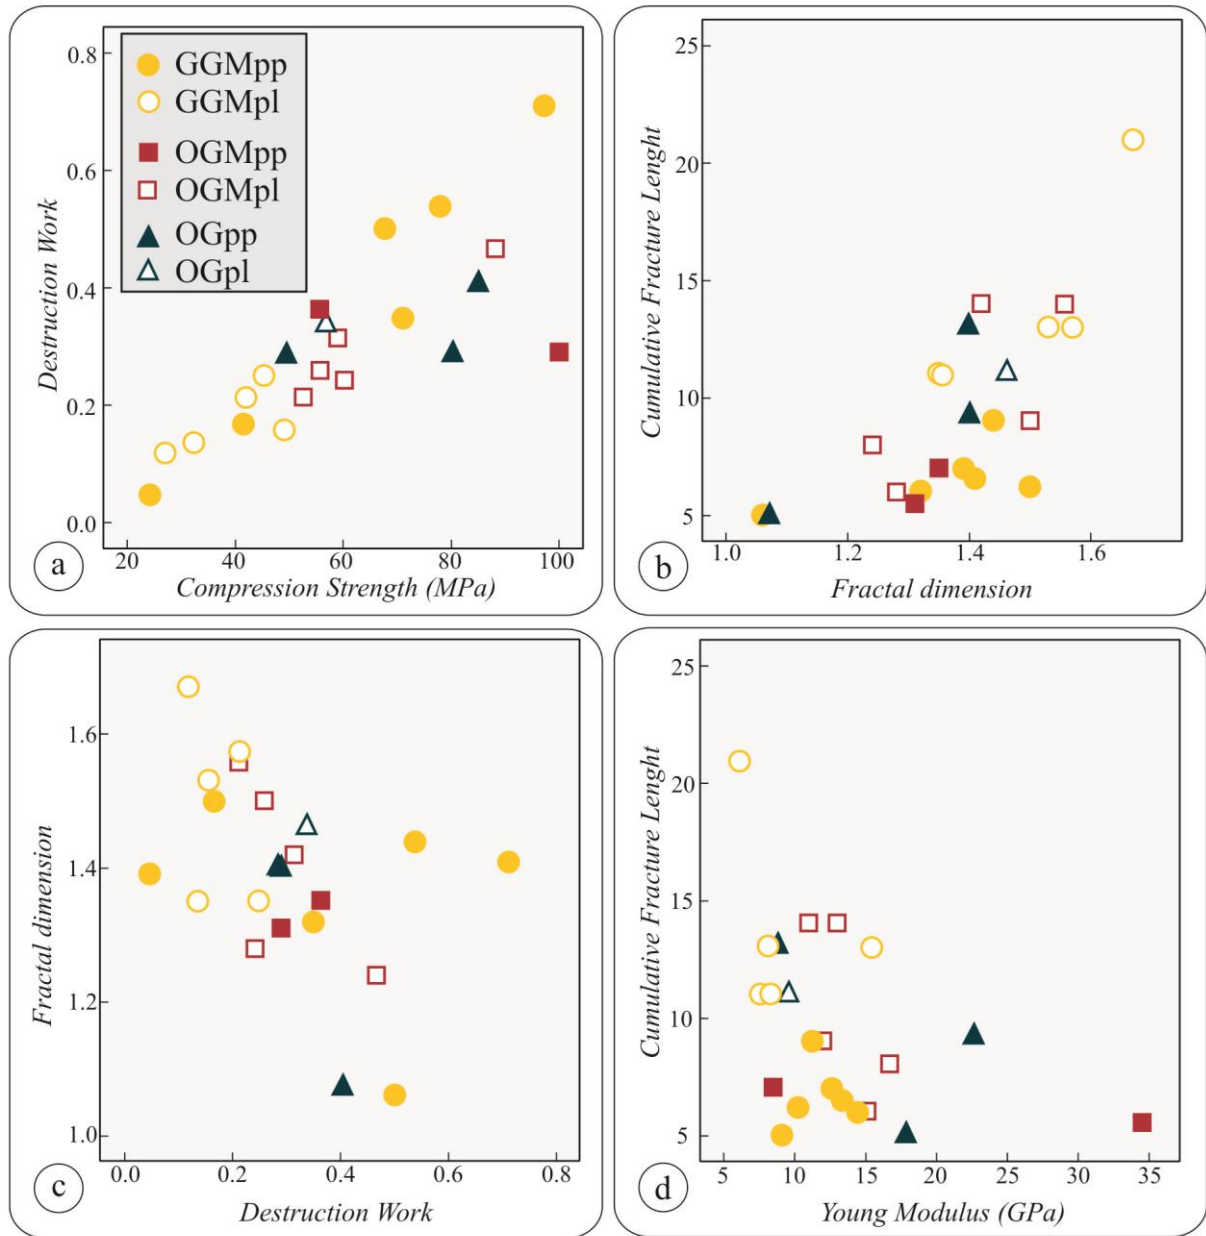 0.8
0.6
0.4
0.2
0.0
Destruction Work
GGMpp
GGMpl
OGMpp
OGMpl
OGpp
OGpl
20
40
60
80
100
Compression Strength (MPa)
a
25
20
15
10
5
Cumulative Fracture Lenght
1.0
1.2
1.4
1.6
Fractal dimension
b
1.6
1.4
1.2
1.0
Fractal dimension
0.0
0.2
0.4
0.6
0.8
Destruction Work
c
25
20
15
10
5
Cumulative Fracture Lenght
5
10
15
20
25
30
35
Young Modulus (GPa)
d